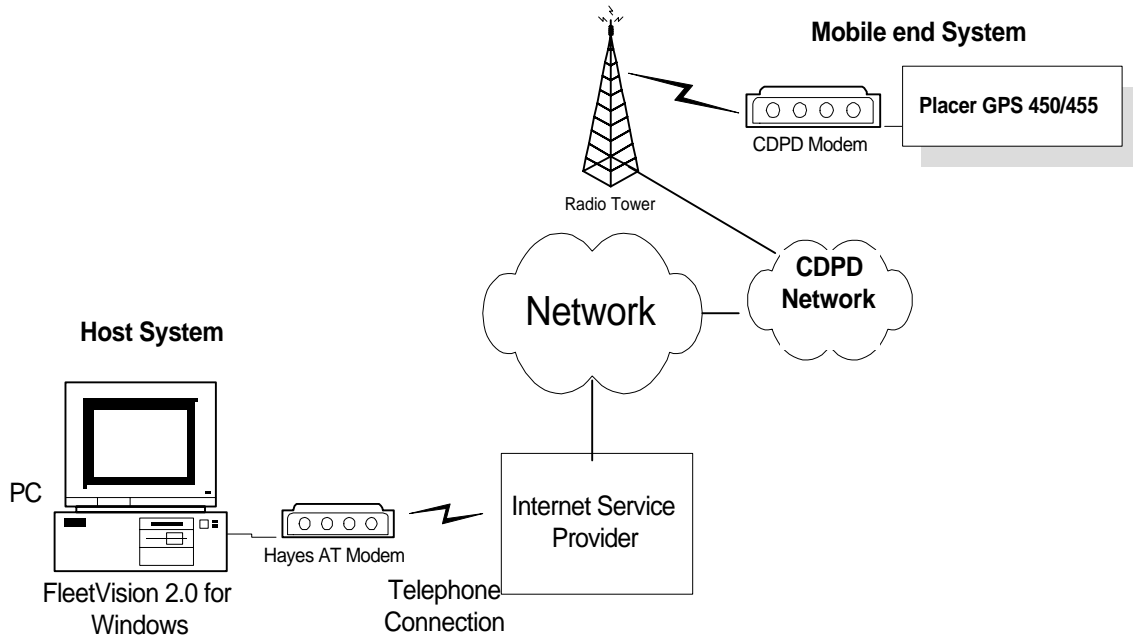 Mobile end System
Placer GPS 450/455
CDPD Modem
Radio Tower
CDPD
Network
Network
Host System
PC
Internet Service
Provider
Hayes AT Modem
Telephone
Connection
FleetVision 2.0 for
Windows